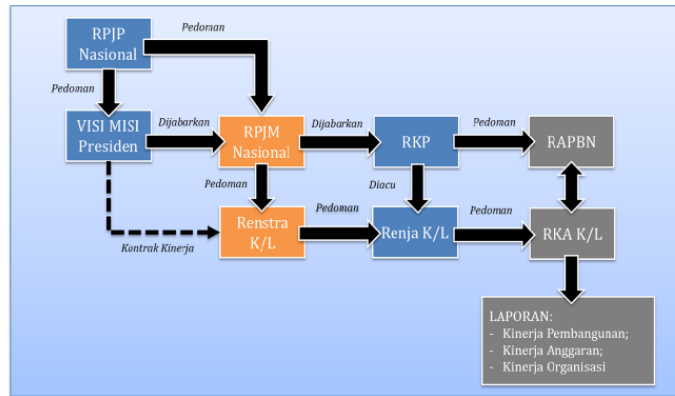 RPJP
Nasional
Pedoman
Pedoman
VISI MISI
Presiden
Dijabarkan
RPJM
Nasional
Dijabarkan
RKP
Pedoman
RAPBN
Pedoman
Diacu
Kontrak Kinerja
Renstra
K/L
Pedoman
Renja K/L
Pedoman
RKA K/L
LAPORAN:
- Kinerja Pembangunan;
- Kinerja Anggaran;
- Kinerja Organisasi